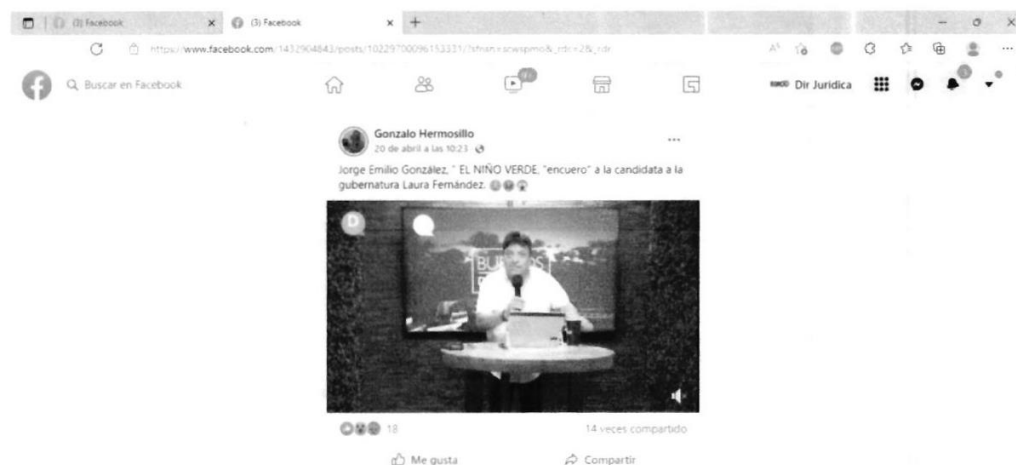 (3) Facebook
(3) Facebook
Buscar en Facebook
Dir Juridica
Gonzalo Hermosillo
20 de abril a las 10:23
Jorge Emilio González, " EL NIÑO VERDE, "encuero" a la candidata a la
gubernatura Laura Fernández.
D
18
14 veces compartido
Me gusta
Compartir